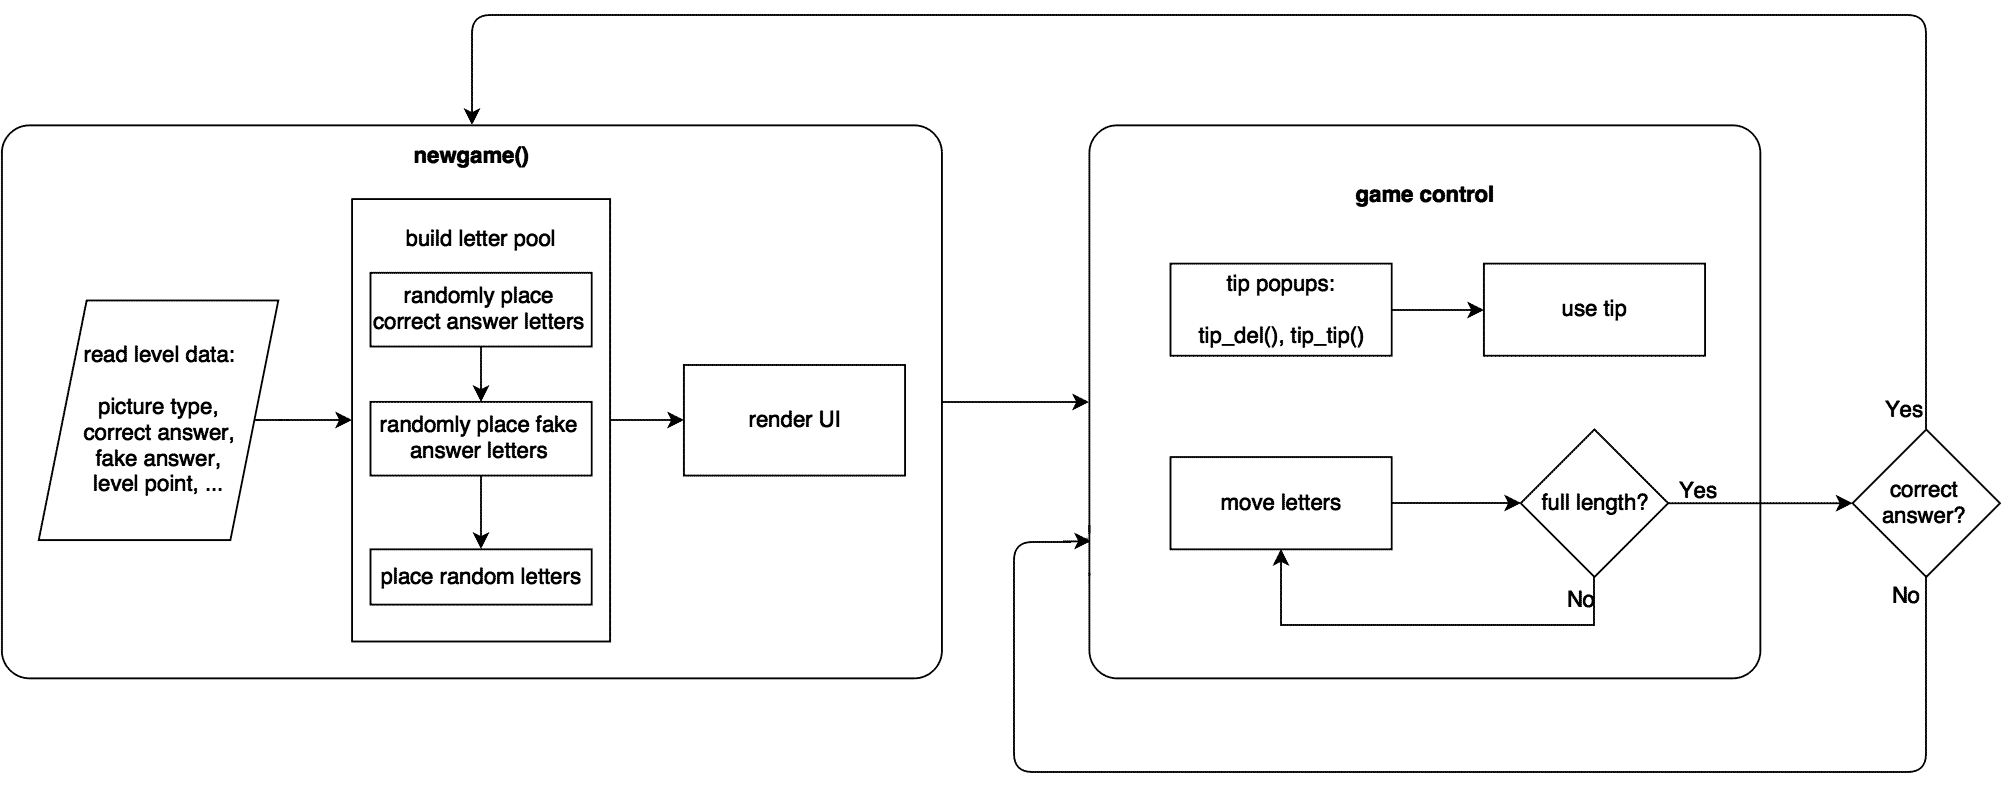 newgame()
read level data:
picture type,
correct answer,
fake answer,
level point, ...
build letter pool
randomly place
correct answer letters
randomly place fake
answer letters
place random letters
render UI
game control
tip popups:
tip_del(), tip_tip()
use tip
move letters
full length?
Yes
No
correct
answer?
Yes
No